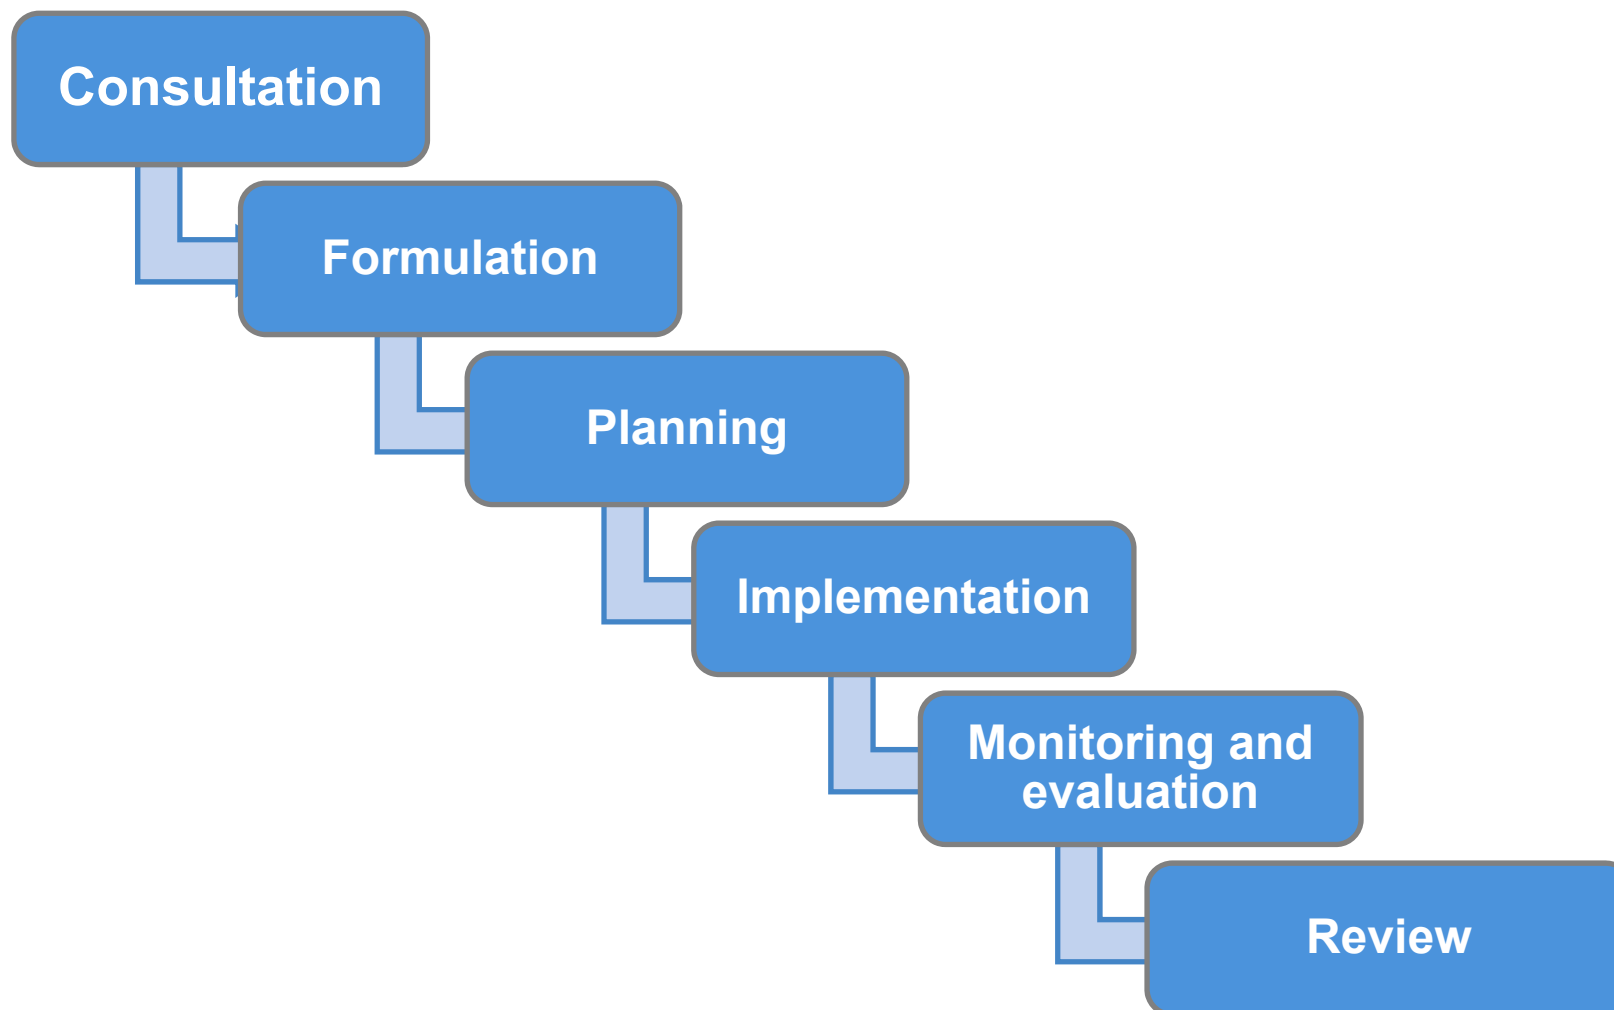 Consultation
Formulation
Planning
Implementation
Monitoring and
evaluation
Review